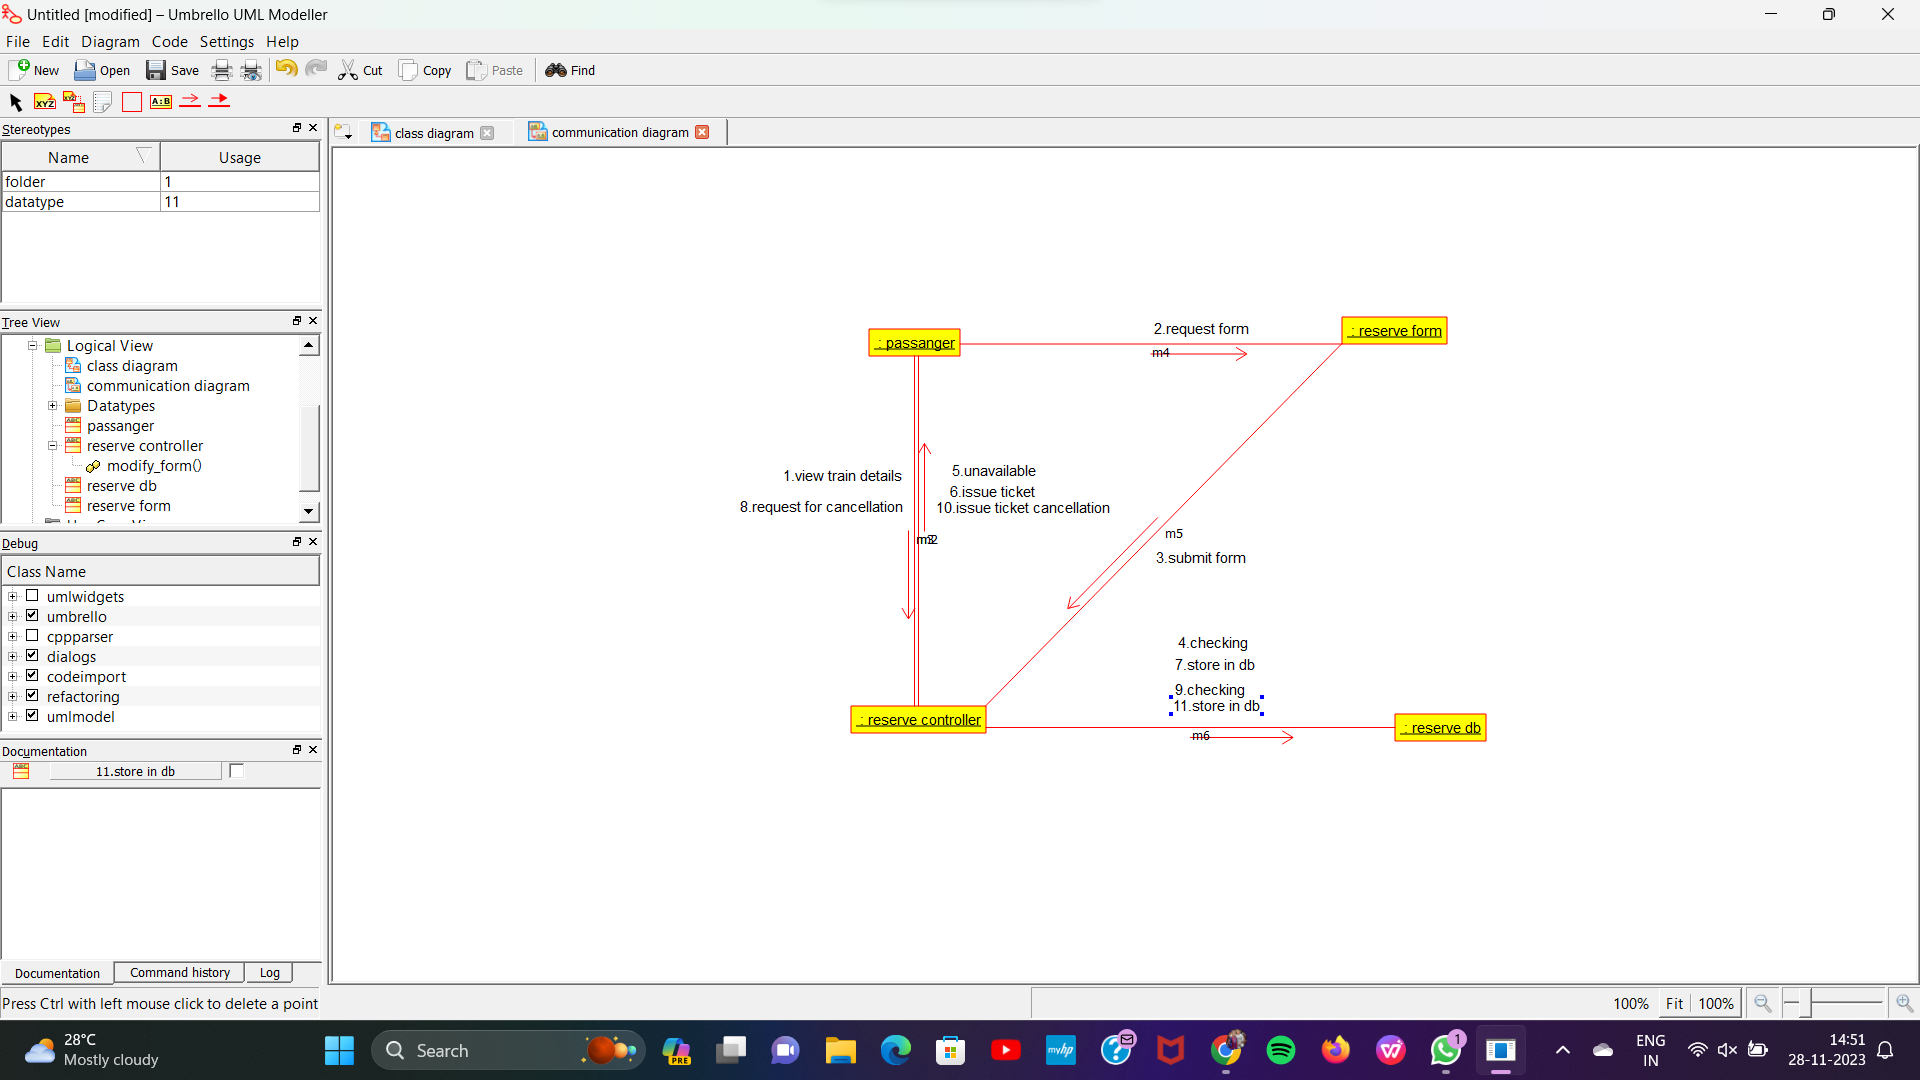 Untitled [modified] – Umbrello UML Modeller
File Edit Diagram Code Settings Help
New Open Save Cut Copy Paste Find
XYZ XYZ A:B
Stereotypes
Name Usage
folder 1
datatype 11
Tree View
Logical View
class diagram
communication diagram
Datatypes
passanger
reserve controller
modify_form()
reserve db
reserve form
Debug
Class Name
umlwidgets
umbrello
cppparser
dialogs
codeimport
refactoring
umlmodel
Documentation
11.store in db
Documentation Command history Log
Press Ctrl with left mouse click to delete a point
class diagram communication diagram
: passanger
2.request form
m4
: reserve form
1.view train details
8.request for cancellation
5.unavailable
6.issue ticket
10.issue ticket cancellation
m5
3.submit form
4.checking
7.store in db
9.checking
11.store in db
: reserve controller
m6
: reserve db
100% Fit 100%
28°C
Mostly cloudy
Search
PRE
myhp
1
ENG
IN
14:51
28-11-2023